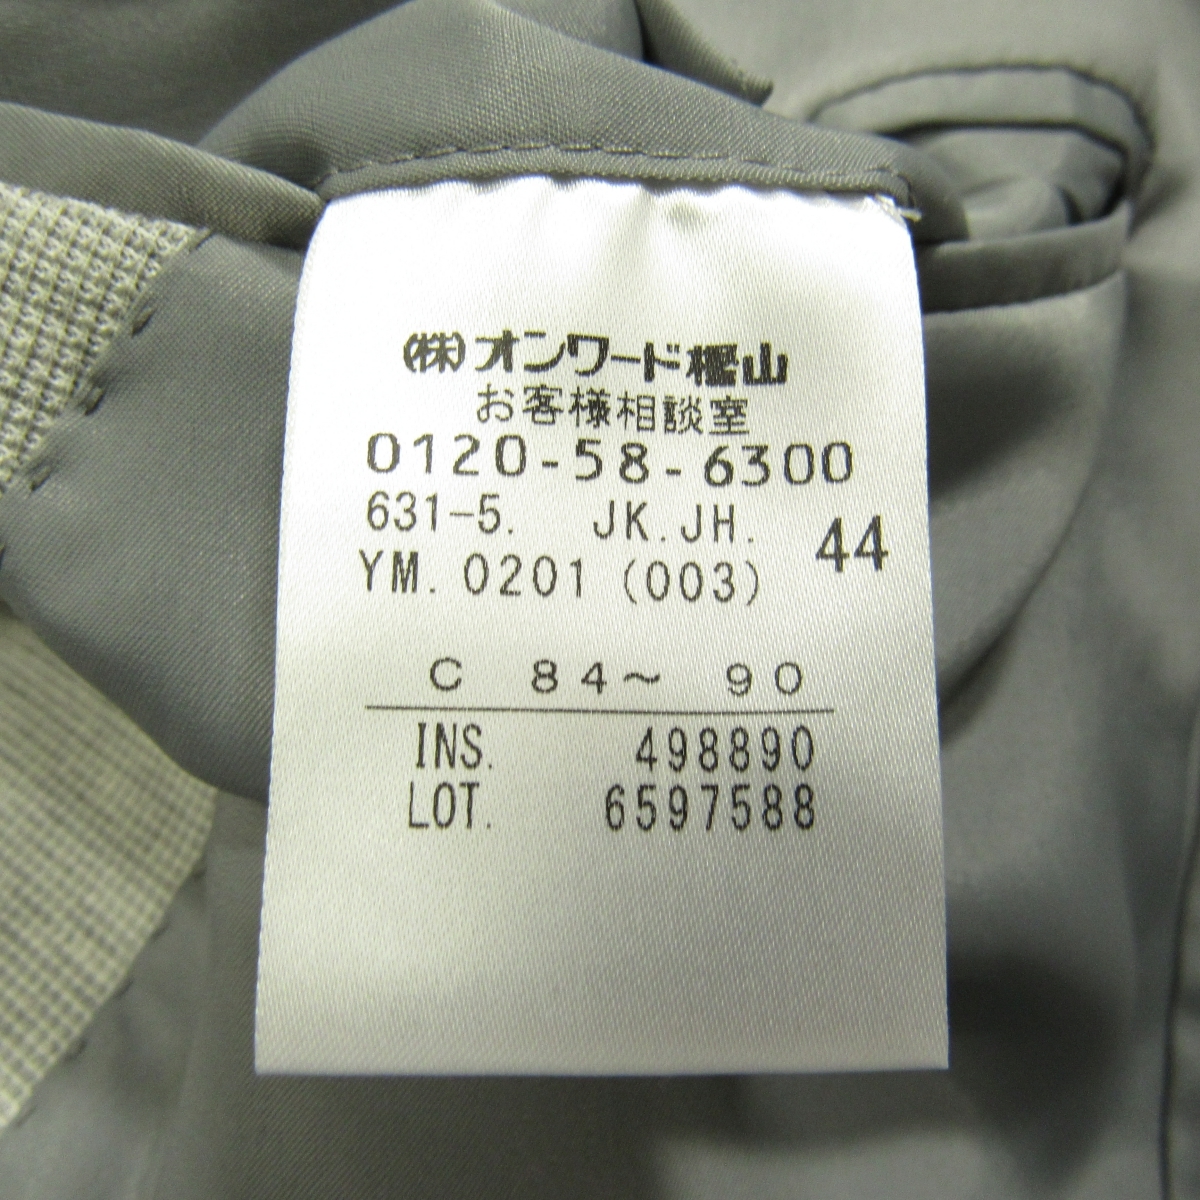 (株)オンワード樫山
お客様相談室
0120-58-6300
631-5. JK.JH. 44
YM. 0201 (003)
C 84~ 90
INS. 498890
LOT. 6597588